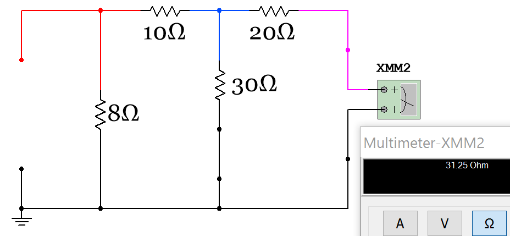 10Ω 20Ω
XMM2
30Ω
8Ω
Multimeter-XMM2
31.25 Ohm
A V Ω